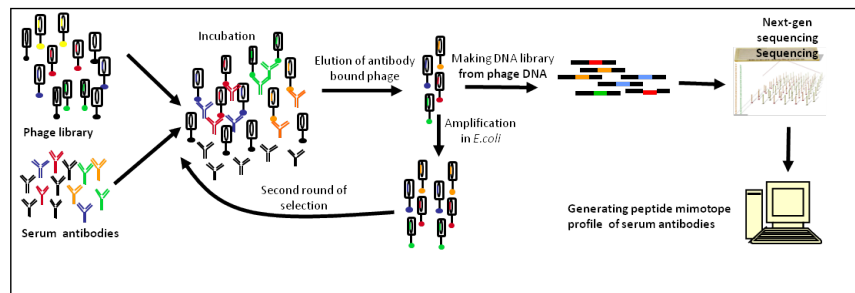 Phage library
Serum antibodies
Incubation
Elution of antibody
bound phage
Making DNA library
from phage DNA
Amplification
in E.coli
Second round of
selection
Next-gen
sequencing
Sequencing
Generating peptide mimotope
profile of serum antibodies